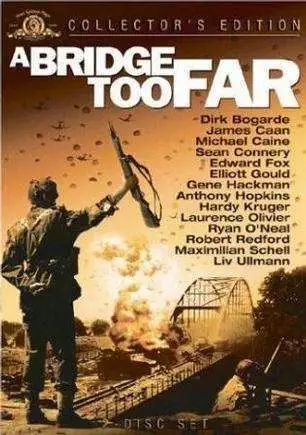 COLLECTOR'S EDITION
A BRIDGE
TOO FAR
Dirk Bogarde
James Caan
Michael Caine
Sean Connery
Edward Fox
Elliott Gould
Gene Hackman
Anthony Hopkins
Hardy Kruger
Laurence Olivier
Ryan O'Neal
Robert Redford
Maximilian Schell
Liv Ullmann
2-DISC SET